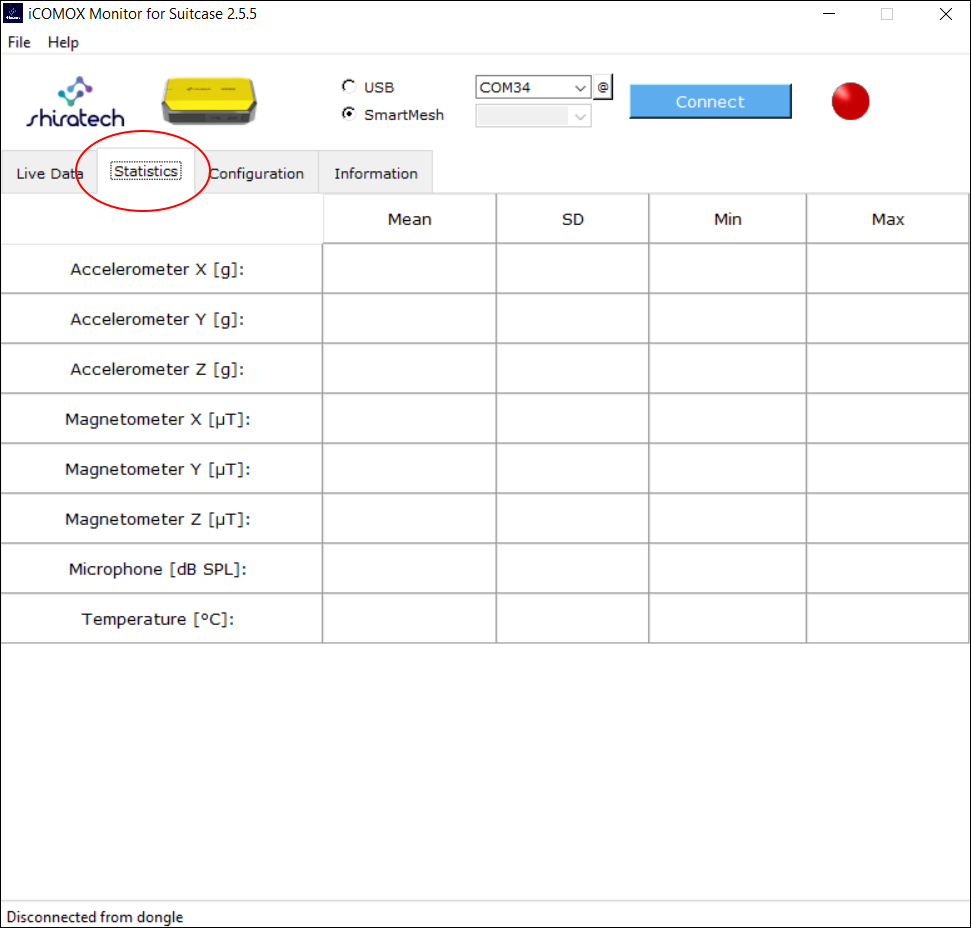 iCOMOX Monitor for Suitcase 2.5.5
File Help
USB COM34 @
shiratech SmartMesh Connect
Live Data Statistics Configuration Information
Mean SD Min Max
Accelerometer X [g]:
Accelerometer Y [g]:
Accelerometer Z [g]:
Magnetometer X [µT]:
Magnetometer Y [µT]:
Magnetometer Z [µT]:
Microphone [dB SPL]:
Temperature [°C]:
Disconnected from dongle